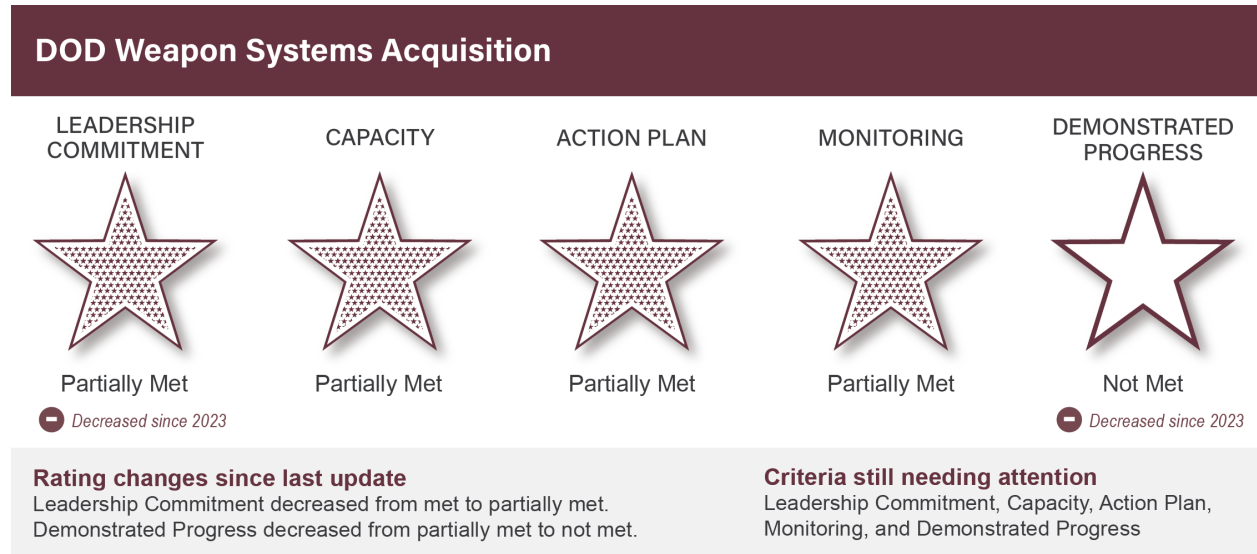 DOD Weapon Systems Acquisition
LEADERSHIP
COMMITMENT
CAPACITY
ACTION PLAN
MONITORING
DEMONSTRATED
PROGRESS
Partially Met
Partially Met
Partially Met
Partially Met
Not Met
Decreased since 2023
Decreased since 2023
Rating changes since last update
Leadership Commitment decreased from met to partially met.
Demonstrated Progress decreased from partially met to not met.
Criteria still needing attention
Leadership Commitment, Capacity, Action Plan,
Monitoring, and Demonstrated Progress